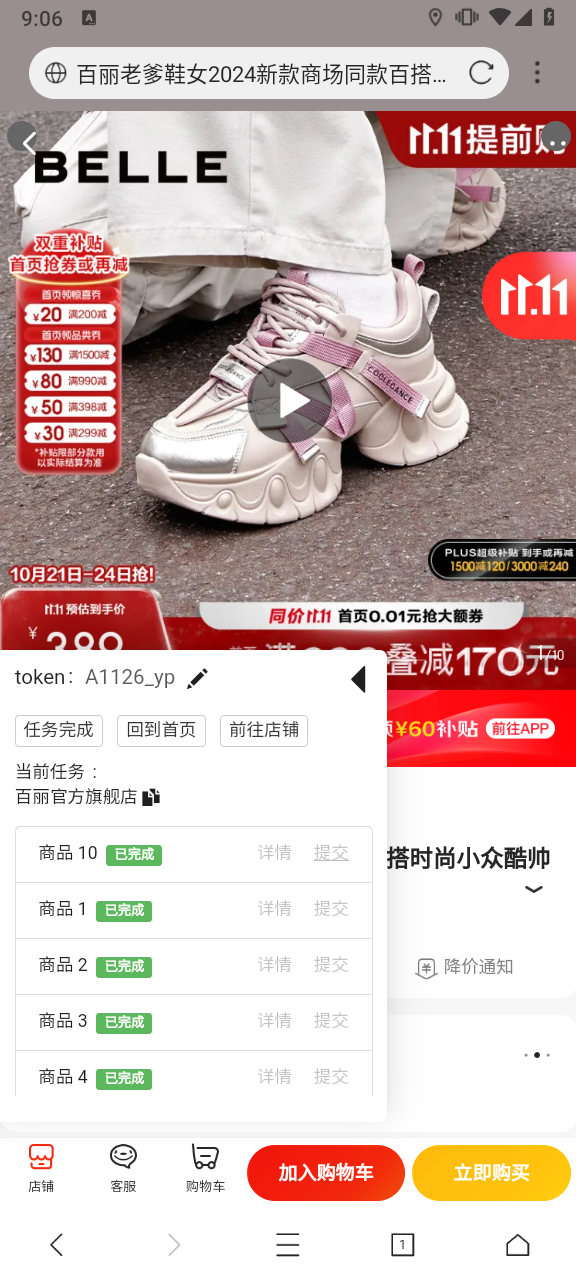 9:06
A
百丽老爹鞋女2024新款商场同款百搭...
BELLE
11.11提前购
双重补贴
首页抢券或再减
首页领惊喜券
¥20 满200减
首页领品类券
¥130 满1500减
¥80 满990减
¥50 满398减
¥30 满299减
*补贴限部分款用
以实际结算为准
11.11
COOLEGANCE
PLUS超级补贴 到手或再减
1500减120/3000减240
10月21日-24日抢!
11.11 预估到手价
¥389
同价11.11 首页0.01元抢大额券
叠减170元
1/10
token: A1126_yp
¥60补贴 前往APP
任务完成 回到首页 前往店铺
当前任务 :
百丽官方旗舰店
商品 10 已完成 详情 提交
搭时尚小众酷帅
商品 1 已完成 详情 提交
商品 2 已完成 详情 提交
降价通知
商品 3 已完成 详情 提交
商品 4 已完成 详情 提交
店铺 客服 购物车 加入购物车 立即购买
1